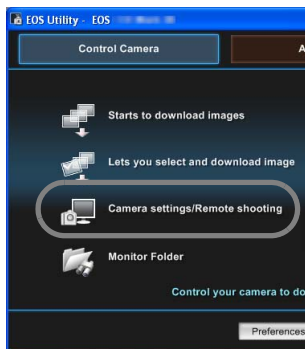 EOS Utility - EOS
Control Camera
Starts to download images
Lets you select and download image
Camera settings/Remote shooting
Monitor Folder
Control your camera to do
Preferences